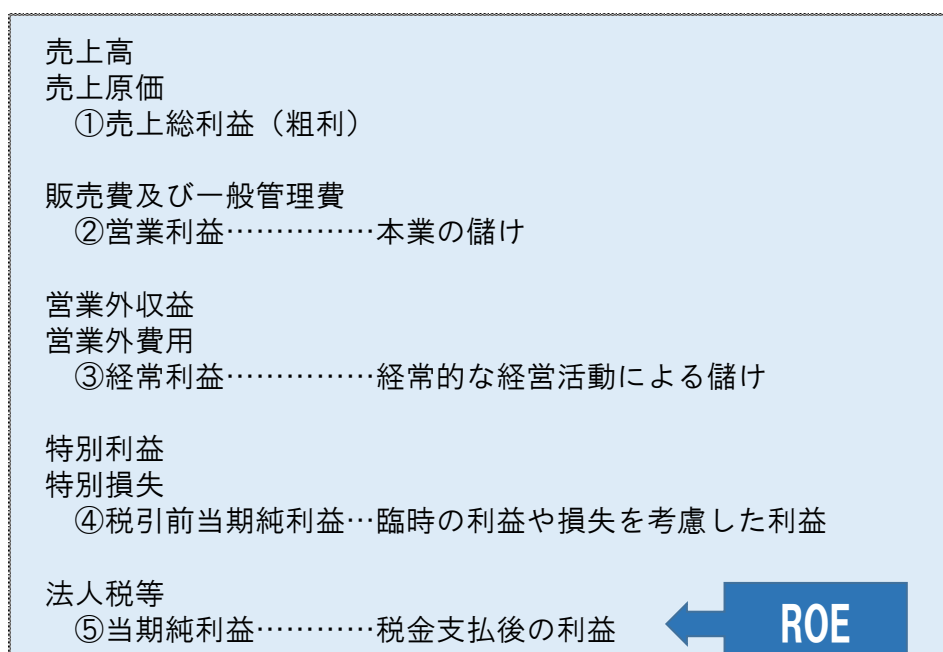 売上高
売上原価
①売上総利益（粗利）
販売費及び一般管理費
②営業利益……………本業の儲け
営業外収益
営業外費用
③経常利益……………経常的な経営活動による儲け
特別利益
特別損失
④税引前当期純利益…臨時の利益や損失を考慮した利益
法人税等
⑤当期純利益…………税金支払後の利益
ROE